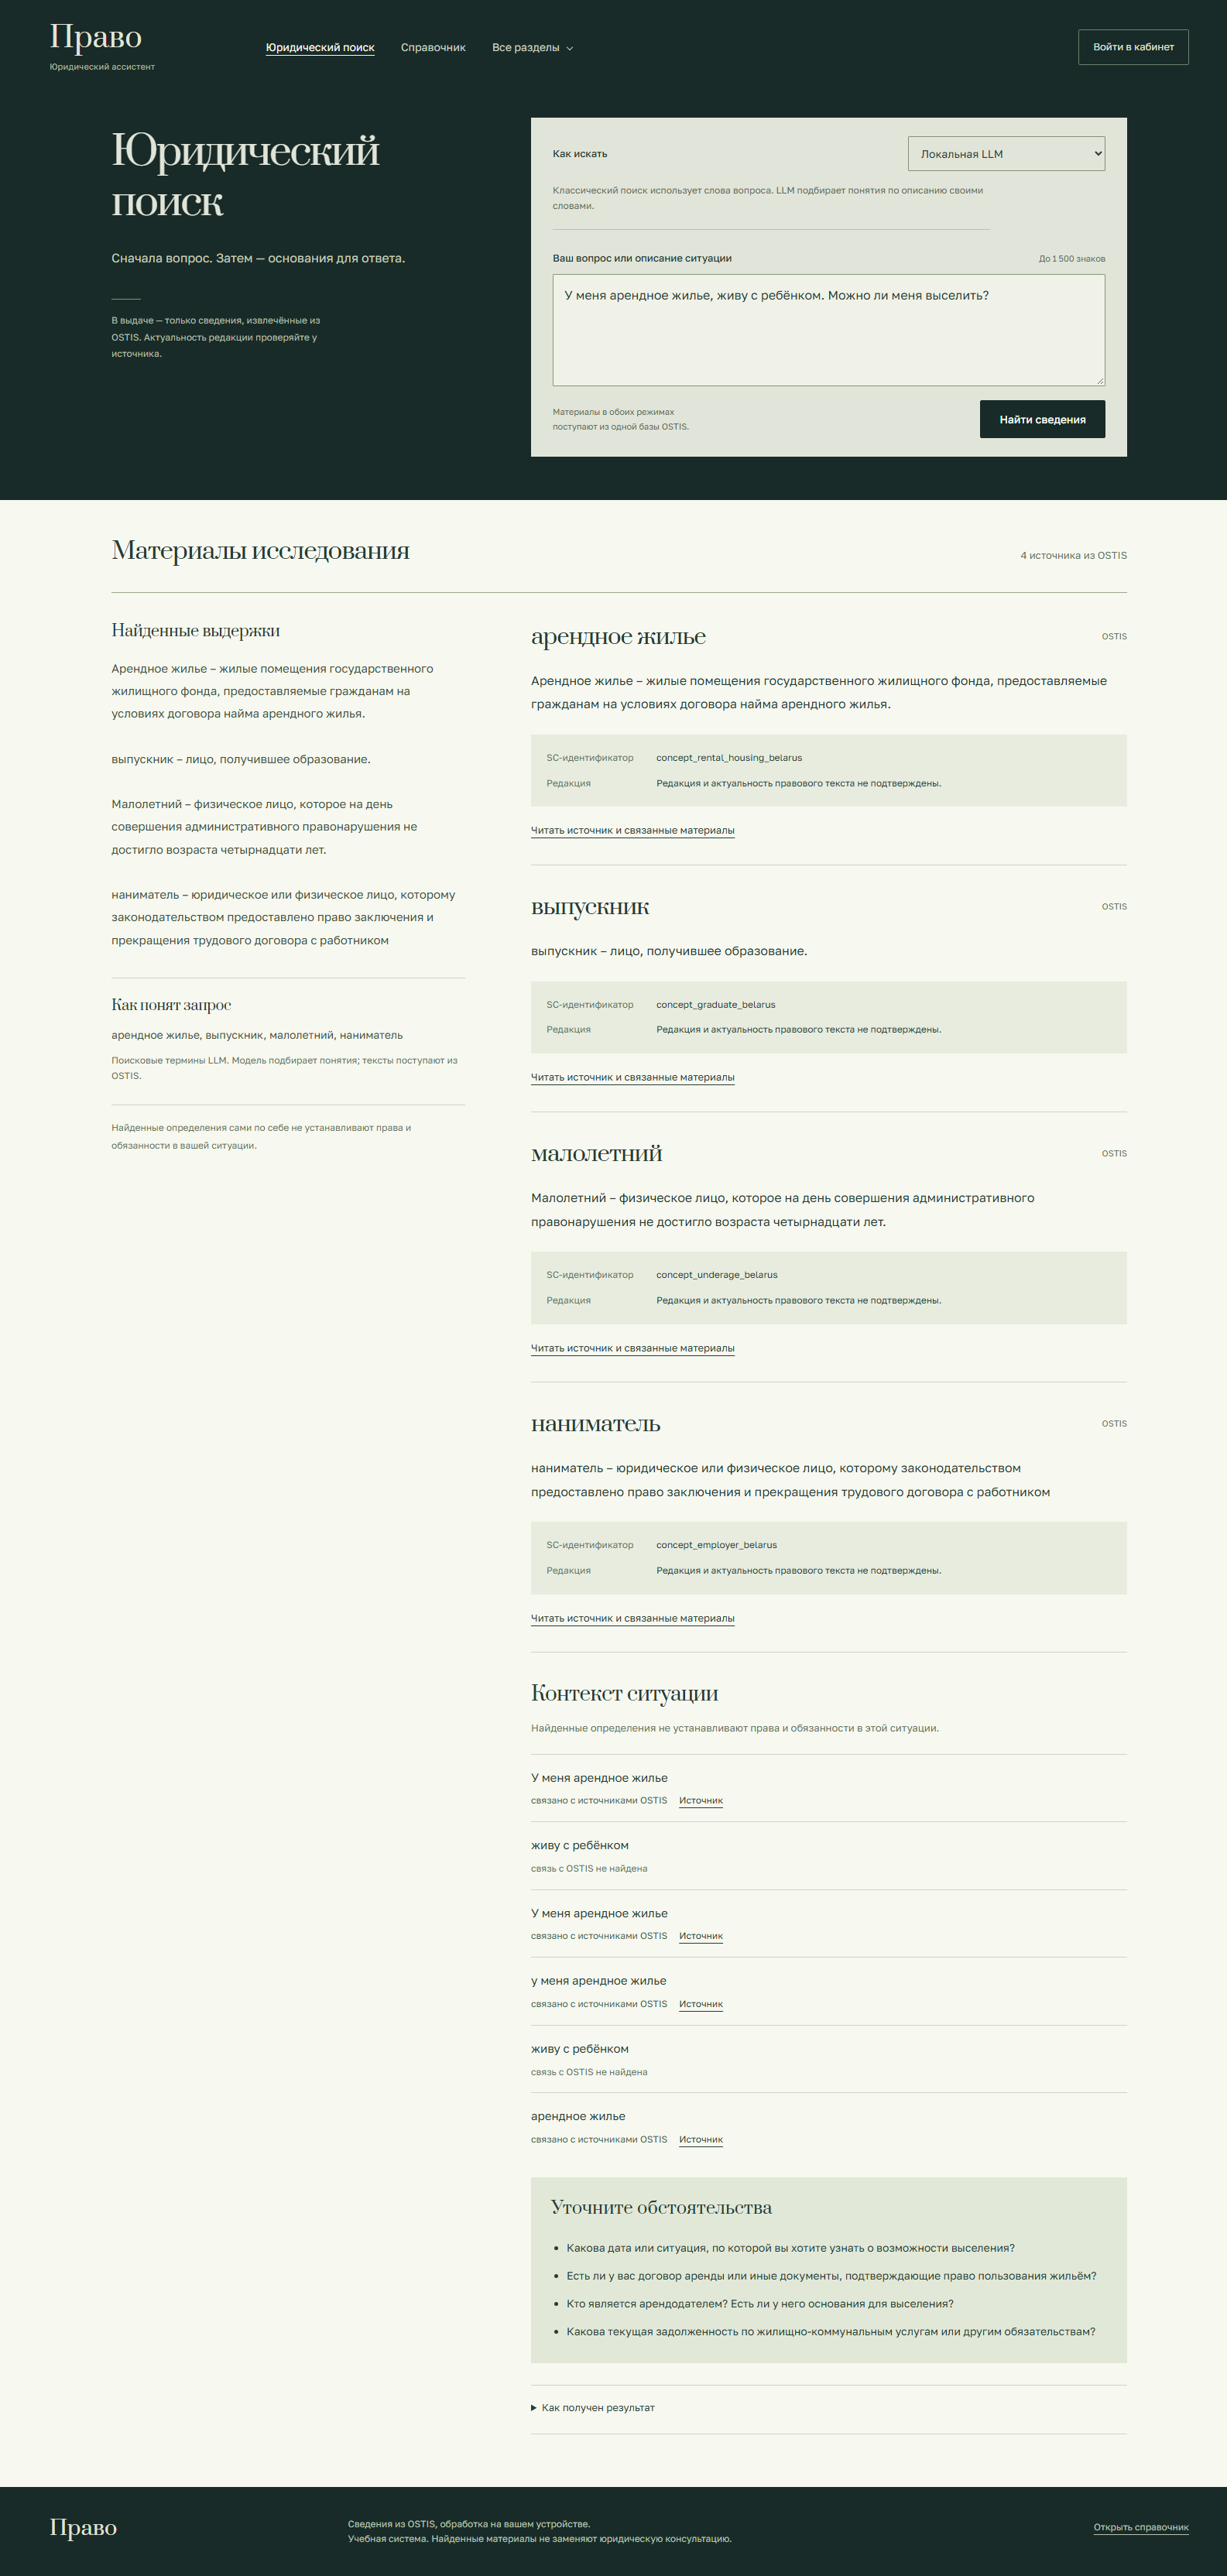 Право
Юридический ассистент
Юридический поиск
Справочник
Все разделы
Войти в кабинет
Юридический
поиск
Сначала вопрос. Затем — основания для ответа.
В выдаче — только сведения, извлечённые из
OSTIS. Актуальность редакции проверяйте у
источника.
Как искать
Локальная LLM
Классический поиск использует слова вопроса. LLM подбирает понятия по описанию своими
словами.
Ваш вопрос или описание ситуации
До 1 500 знаков
У меня арендное жилье, живу с ребёнком. Можно ли меня выселить?
Материалы в обоих режимах
поступают из одной базы OSTIS.
Найти сведения
Материалы исследования
4 источника из OSTIS
Найденные выдержки
Арендное жилье – жилые помещения государственного
жилищного фонда, предоставляемые гражданам на
условиях договора найма арендного жилья.
выпускник – лицо, получившее образование.
Малолетний – физическое лицо, которое на день
совершения административного правонарушения не
достигло возраста четырнадцати лет.
наниматель – юридическое или физическое лицо, которому
законодательством предоставлено право заключения и
прекращения трудового договора с работником
Как понят запрос
арендное жилье, выпускник, малолетний, наниматель
Поисковые термины LLM. Модель подбирает понятия; тексты поступают из
OSTIS.
Найденные определения сами по себе не устанавливают права и
обязанности в вашей ситуации.
арендное жилье
OSTIS
Арендное жилье – жилые помещения государственного жилищного фонда, предоставляемые
гражданам на условиях договора найма арендного жилья.
SC-идентификатор
concept_rental_housing_belarus
Редакция
Редакция и актуальность правового текста не подтверждены.
Читать источник и связанные материалы
выпускник
OSTIS
выпускник – лицо, получившее образование.
SC-идентификатор
concept_graduate_belarus
Редакция
Редакция и актуальность правового текста не подтверждены.
Читать источник и связанные материалы
малолетний
OSTIS
Малолетний – физическое лицо, которое на день совершения административного
правонарушения не достигло возраста четырнадцати лет.
SC-идентификатор
concept_underage_belarus
Редакция
Редакция и актуальность правового текста не подтверждены.
Читать источник и связанные материалы
наниматель
OSTIS
наниматель – юридическое или физическое лицо, которому законодательством
предоставлено право заключения и прекращения трудового договора с работником
SC-идентификатор
concept_employer_belarus
Редакция
Редакция и актуальность правового текста не подтверждены.
Читать источник и связанные материалы
Контекст ситуации
Найденные определения не устанавливают права и обязанности в этой ситуации.
У меня арендное жилье
связано с источниками OSTIS Источник
живу с ребёнком
связь с OSTIS не найдена
У меня арендное жилье
связано с источниками OSTIS Источник
у меня арендное жилье
связано с источниками OSTIS Источник
живу с ребёнком
связь с OSTIS не найдена
арендное жилье
связано с источниками OSTIS Источник
Уточните обстоятельства
Какова дата или ситуация, по которой вы хотите узнать о возможности выселения?
Есть ли у вас договор аренды или иные документы, подтверждающие право пользования жильём?
Кто является арендодателем? Есть ли у него основания для выселения?
Какова текущая задолженность по жилищно-коммунальным услугам или другим обязательствам?
Как получен результат
Право
Сведения из OSTIS, обработка на вашем устройстве.
Учебная система. Найденные материалы не заменяют юридическую консультацию.
Открыть справочник